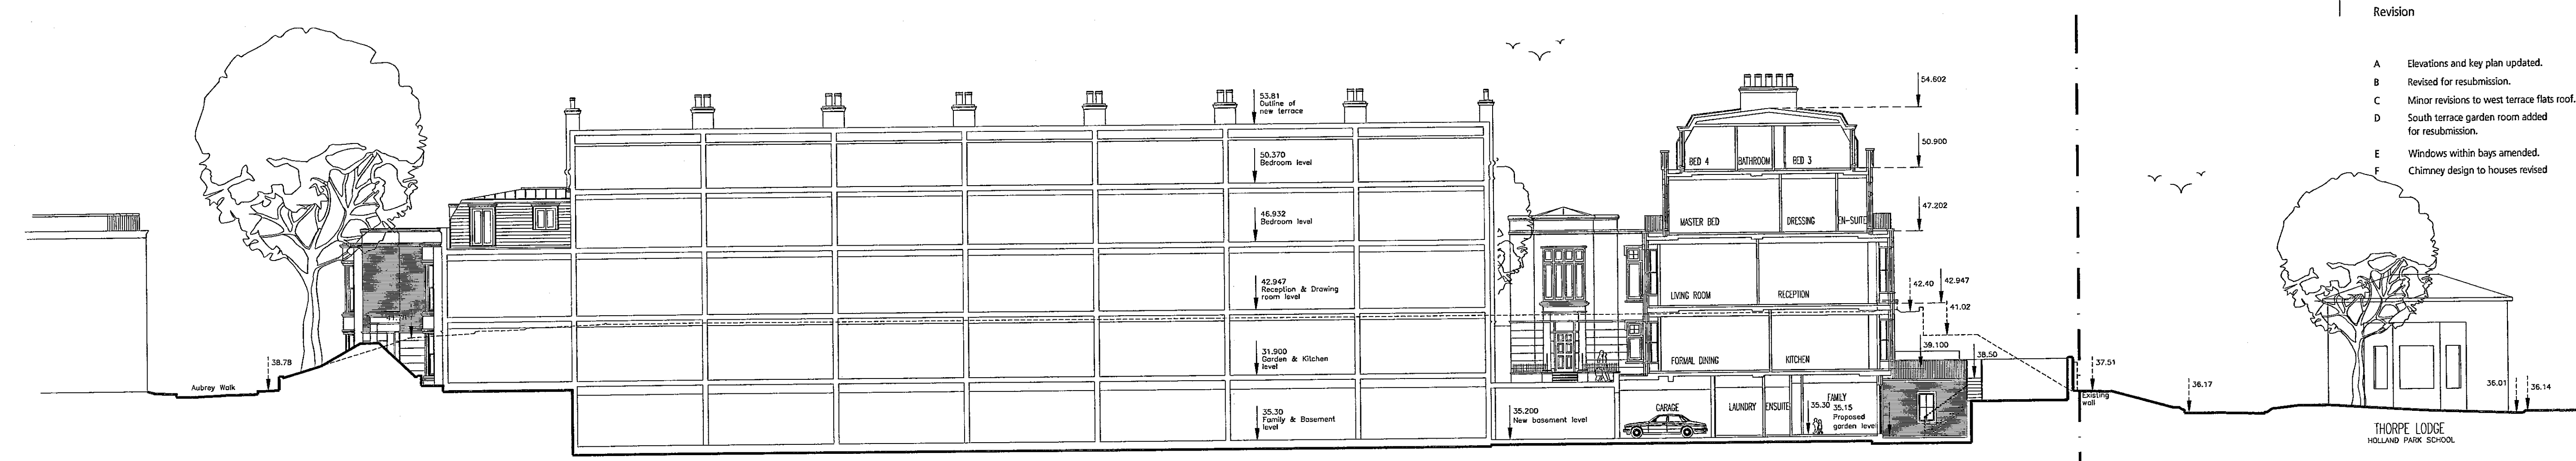 Revision
A Elevations and key plan updated.
B Revised for resubmission.
C Minor revisions to west terrace flats roof.
D South terrace garden room added
for resubmission.
E Windows within bays amended.
F Chimney design to houses revised
53.81
Outline of
new terrace
50.370
Bedroom level
46.932
Bedroom level
42.947
Reception & Drawing
room level
31.900
Garden & Kitchen
level
35.30
Family & Basement
level
35.200
New basement level
38.78
Aubrey Walk
BED 4 BATHROOM BED 3
MASTER BED DRESSING EN-SUITE
LIVING ROOM RECEPTION
FORMAL DINING KITCHEN
GARAGE LAUNDRY ENSUITE FAMILY
35.30 35.15
Proposed
garden level
54.602
50.900
47.202
42.40 42.947
41.02
39.100
38.50
37.51
Existing
wall
36.17
36.01
36.14
THORPE LODGE
HOLLAND PARK SCHOOL